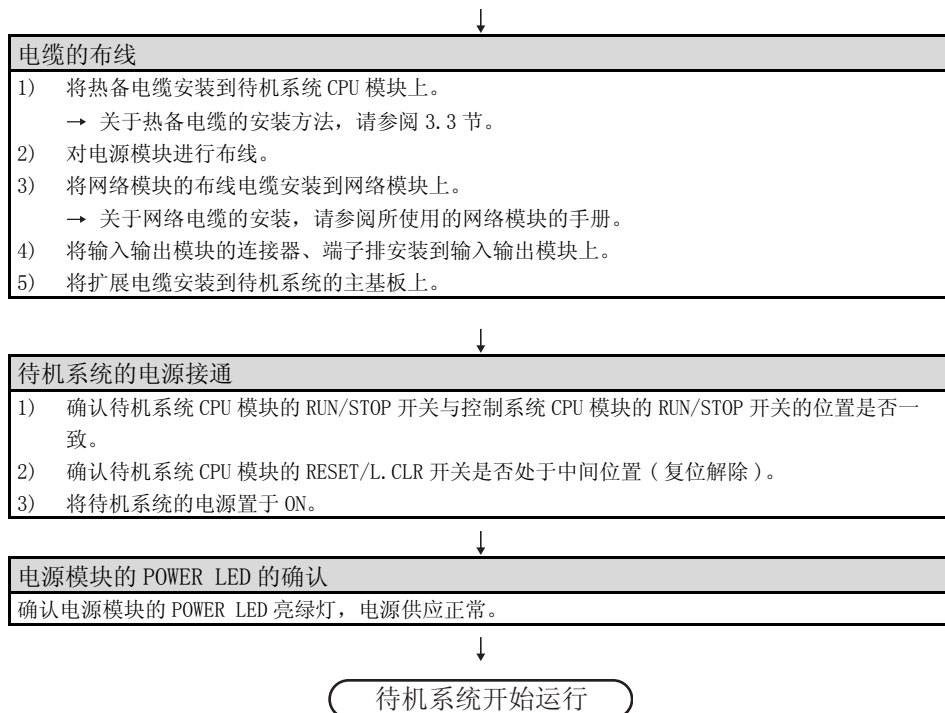 ↓
电缆的布线
1) 将热备电缆安装到待机系统 CPU 模块上。
→ 关于热备电缆的安装方法，请参阅 3.3 节。
2) 对电源模块进行布线。
3) 将网络模块的布线电缆安装到网络模块上。
→ 关于网络电缆的安装，请参阅所使用的网络模块的手册。
4) 将输入输出模块的连接器、端子排安装到输入输出模块上。
5) 将扩展电缆安装到待机系统的主基板上。
↓
待机系统的电源接通
1) 确认待机系统 CPU 模块的 RUN/STOP 开关与控制系统 CPU 模块的 RUN/STOP 开关的位置是否一
致。
2) 确认待机系统 CPU 模块的 RESET/L.CLR 开关是否处于中间位置 ( 复位解除 )。
3) 将待机系统的电源置于 ON。
↓
电源模块的 POWER LED 的确认
确认电源模块的 POWER LED 亮绿灯，电源供应正常。
↓
待机系统开始运行